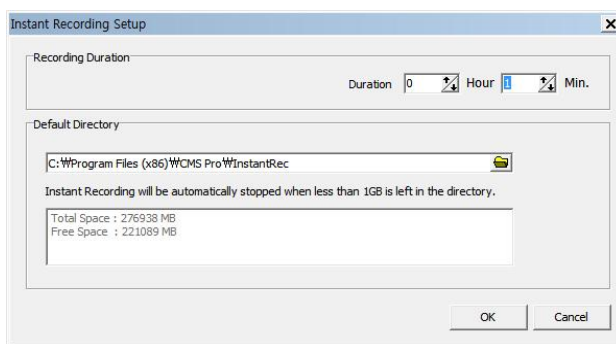 Instant Recording Setup
Recording Duration
Duration 0 Hour 1 Min.
Default Directory
C:₩Program Files (x86)₩CMS Pro₩InstantRec
Instant Recording will be automatically stopped when less than 1GB is left in the directory.
Total Space : 276938 MB
Free Space : 221089 MB
OK Cancel